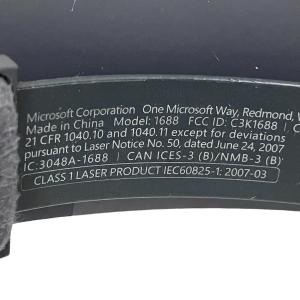 Microsoft Corporation One Microsoft Way, Redmond,
Made in China Model: 1688 FCC ID: C3K1688
21 CFR 1040.10 and 1040.11 except for deviations
pursuant to Laser Notice No. 50, dated June 24, 2007
IC:3048A-1688 | CAN ICES-3 (B)/NMB-3 (B)
CLASS 1 LASER PRODUCT IEC60825-1: 2007-03